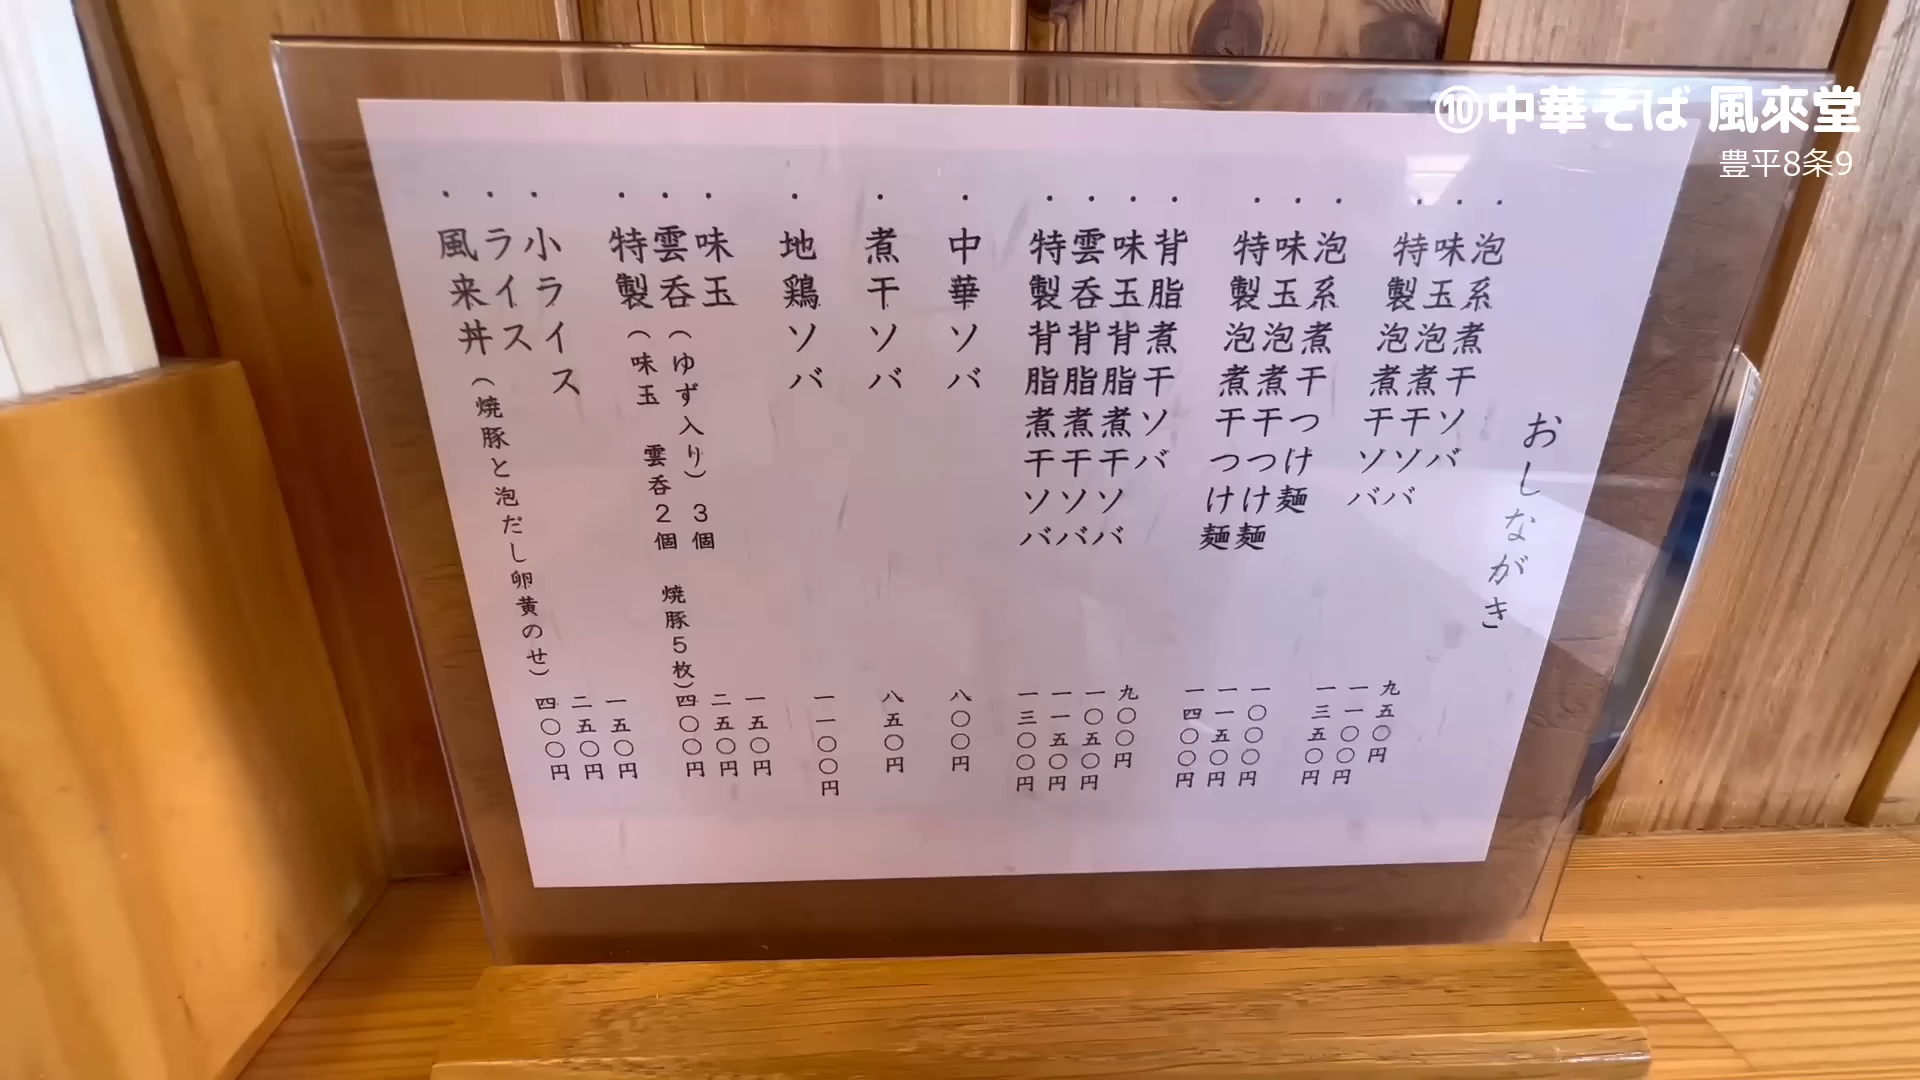 ⑩中華そば 風來堂
豊平8条9
おしながき
・泡系煮干ソバ 九五〇円
・味玉泡煮干ソバ 一一〇〇円
・特製泡煮干ソバ 一三五〇円
・泡系煮干つけ麺 一〇〇〇円
・味玉泡煮干つけ麺 一一五〇円
・特製泡煮干つけ麺 一四〇〇円
・背脂煮干ソバ 九〇〇円
・味玉背脂煮干ソバ 一〇五〇円
・雲呑背脂煮干ソバ 一一五〇円
・特製背脂煮干ソバ 一三〇〇円
・中華ソバ 八〇〇円
・煮干ソバ 八五〇円
・地鶏ソバ 一一〇〇円
・味玉 一五〇円
・雲呑(ゆず入り)3個 二五〇円
・特製(味玉 雲呑2個 焼豚5枚) 四〇〇円
・小ライス 一五〇円
・ライス 二五〇円
・風来丼(焼豚と泡だし卵黄のせ) 四〇〇円